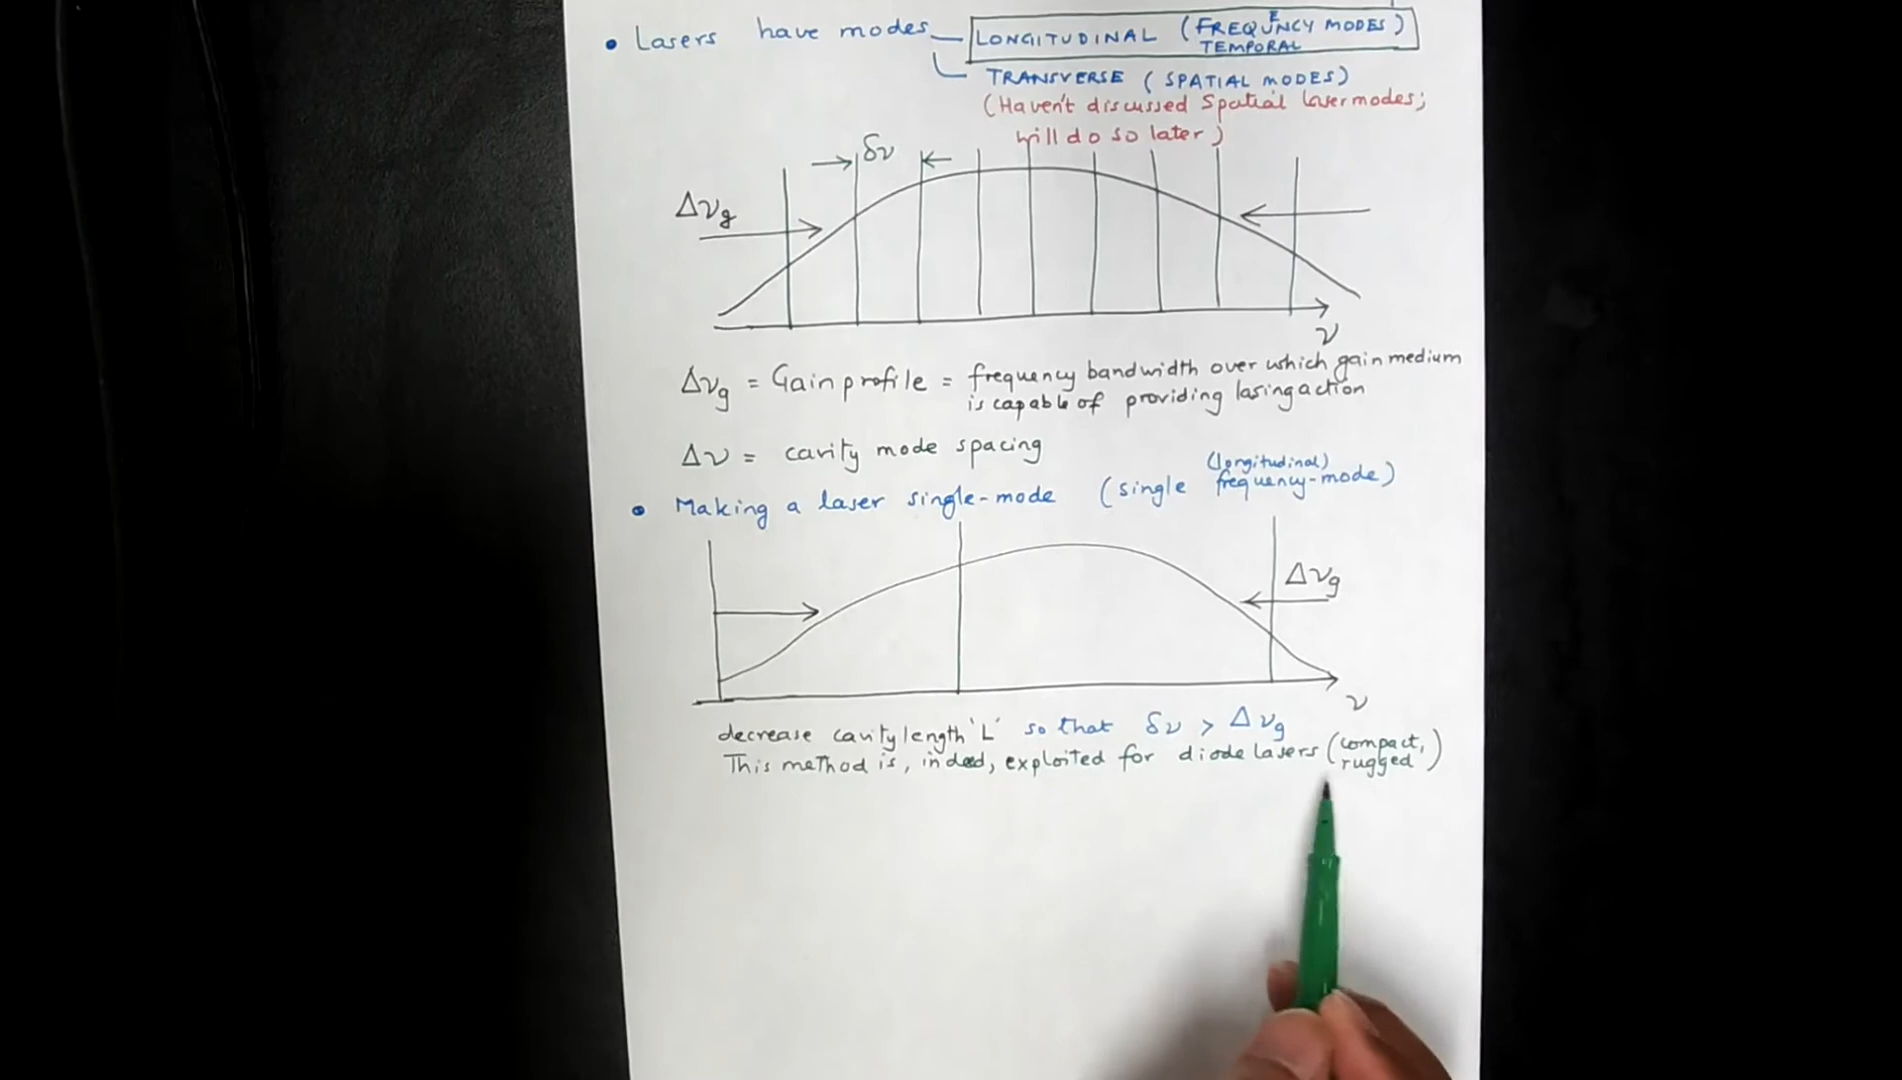 • Lasers have modes LONGITUDINAL (FREQUENCY MODES)
TEMPORAL
TRANSVERSE (SPATIAL MODES)
(Haven't discussed Spatial laser modes;
will do so later)
δν
Δνg
ν
Δνg = Gain profile = frequency bandwidth over which gain medium
is capable of providing lasing action
Δν = cavity mode spacing
(longitudinal)
• Making a laser single-mode (single frequency-mode)
Δνg
ν
decrease cavity length 'L' so that δν > Δνg
This method is, indeed, exploited for diode lasers (compact, rugged)